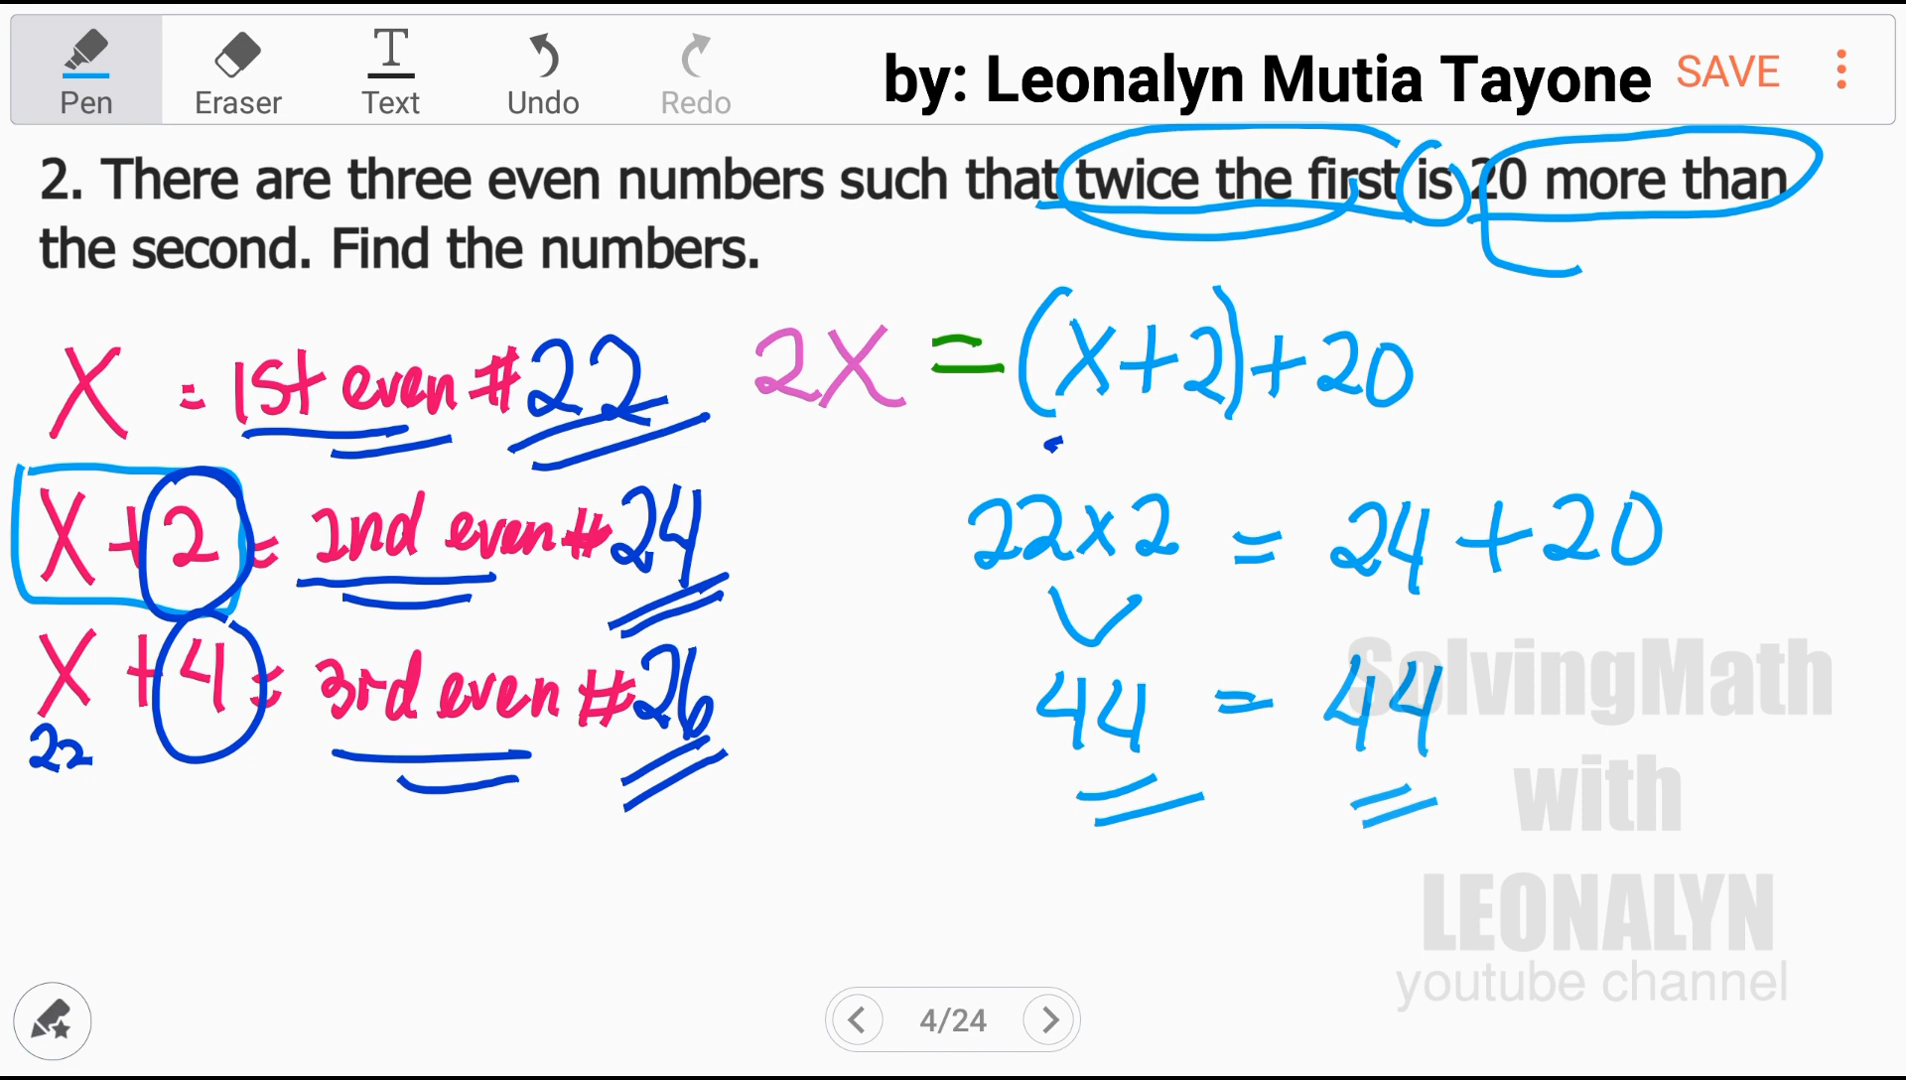 Pen Eraser Text Undo Redo by: Leonalyn Mutia Tayone SAVE
2. There are three even numbers such that twice the first is 20 more than
the second. Find the numbers.
X = 1st even # 22
2X = (X+2)+20
X+2 = 2nd even # 24
22x2 = 24+20
X+4 = 3rd even # 26
22
44 = 44
SolvingMath
with
LEONALYN
youtube channel
4/24